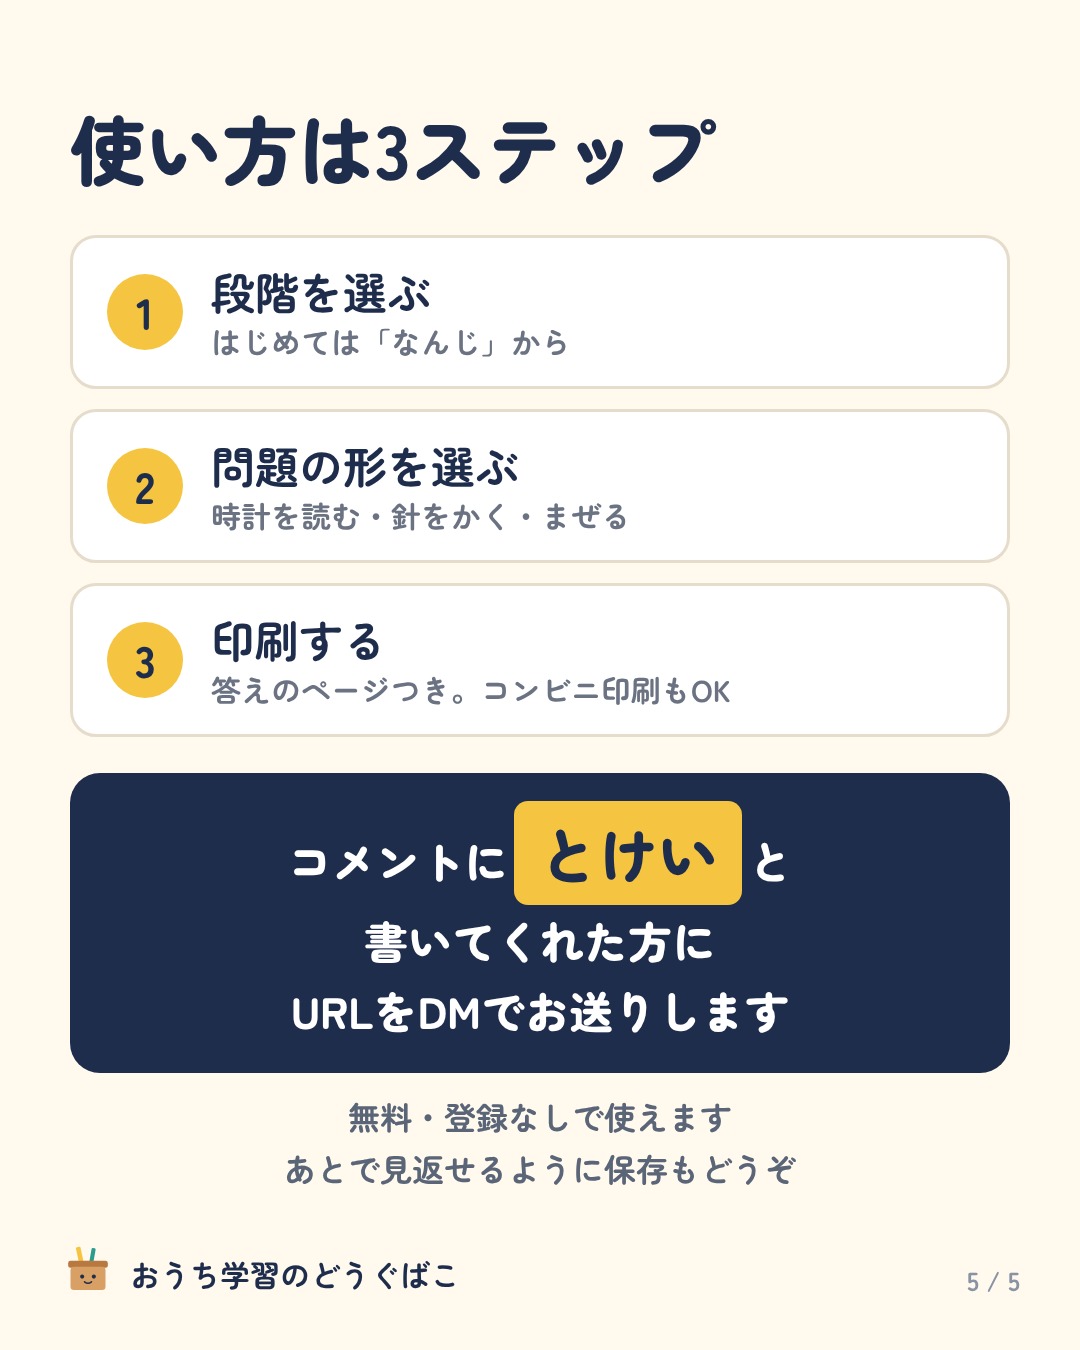 使い方は3ステップ
1
段階を選ぶ
はじめては「なんじ」から
2
問題の形を選ぶ
時計を読む・針をかく・まぜる
3
印刷する
答えのページつき。コンビニ印刷もOK
コメントに とけい と
書いてくれた方に
URLをDMでお送りします
無料・登録なしで使えます
あとで見返せるように保存もどうぞ
おうち学習のどうぐばこ
5 / 5